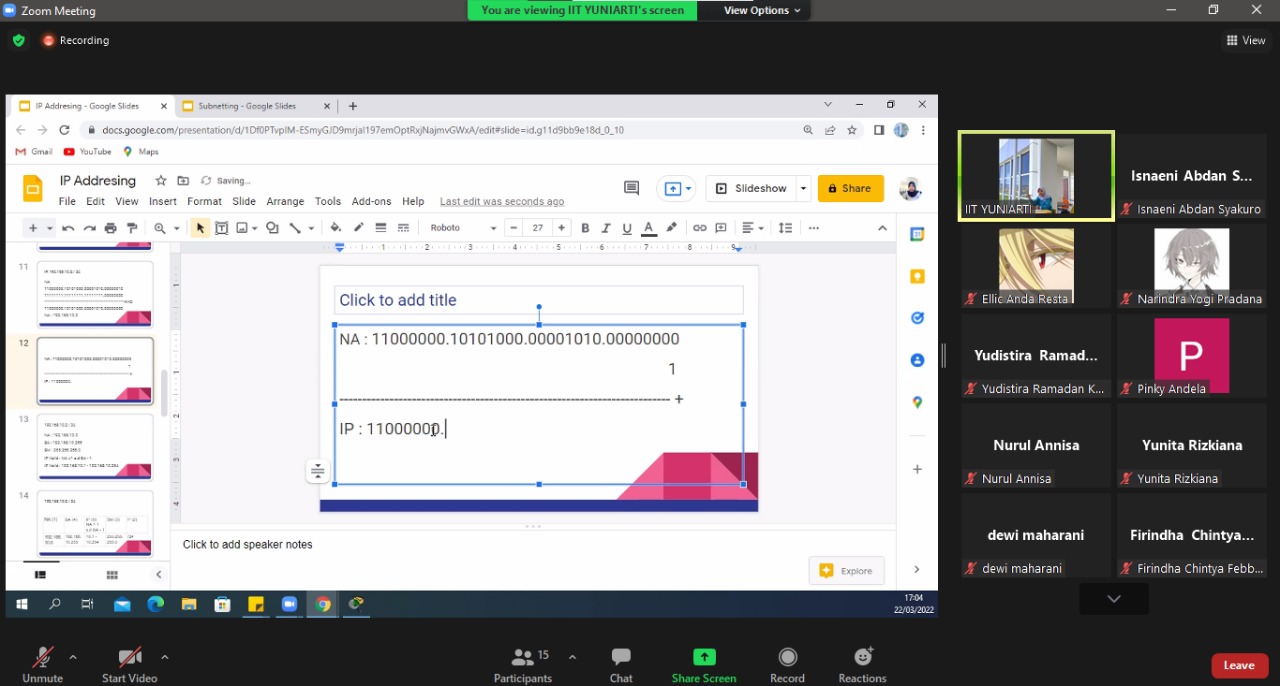 Zoom Meeting
You are viewing IIT YUNIARTI's screen
View Options
Recording
View
IP Addresing - Google Slides
Subnetting - Google Slides
docs.google.com/presentation/d/1Df0PTvpIM-ESmyGJD9mrjal197emOptRxjNajmvGWxA/edit#slide=id.g11d9bb9e18d_0_10
Gmail YouTube Maps
IP Addresing
Saving...
Slideshow
Share
File Edit View Insert Format Slide Arrange Tools Add-ons Help Last edit was seconds ago
Roboto 27 B I U A
11
12
13
14
Click to add title
NA : 11000000.10101000.00001010.00000000
1
+
IP : 11000000.
Click to add speaker notes
Explore
17:04
22/03/2022
IIT YUNIARTI
Isnaeni Abdan S...
Isnaeni Abdan Syakuro
Ellic Anda Resta
Narindra Yogi Pradana
Yudistira Ramad...
Yudistira Ramadan K...
P
Pinky Andela
Nurul Annisa
Nurul Annisa
Yunita Rizkiana
Yunita Rizkiana
dewi maharani
dewi maharani
Firindha Chintya...
Firindha Chintya Febb...
Unmute
Start Video
15
Participants
Chat
Share Screen
Record
Reactions
Leave